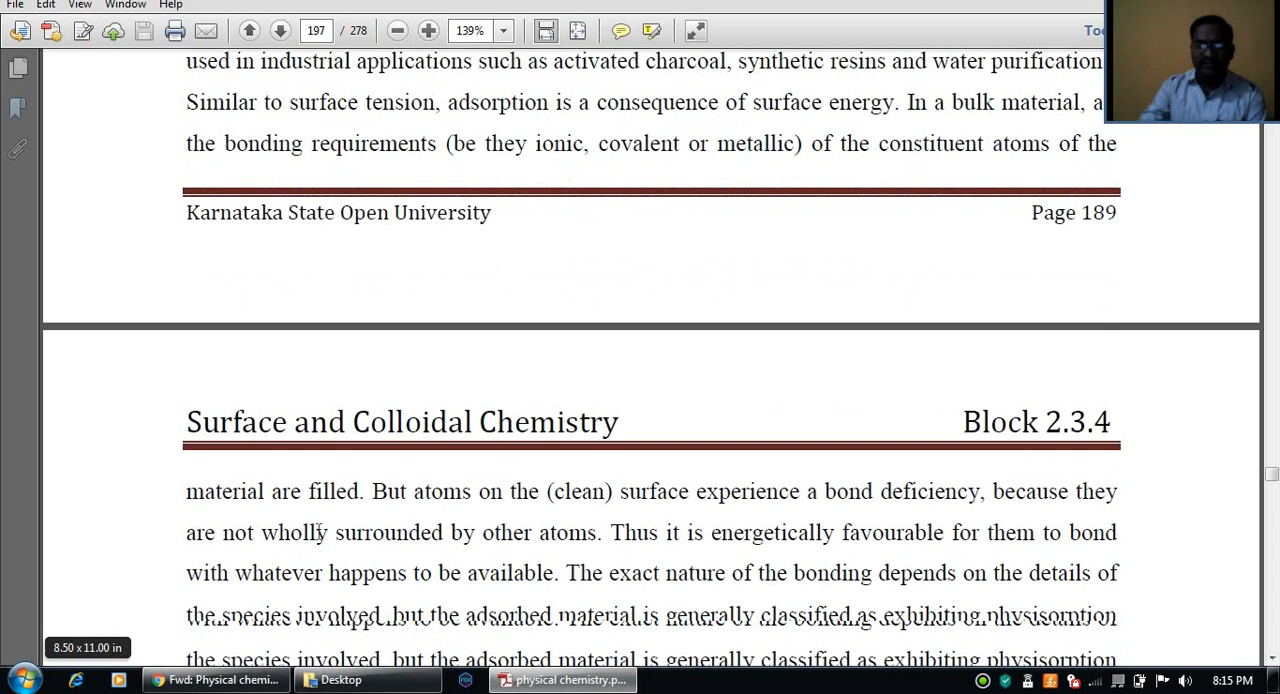 File Edit View Window Help
197 / 278 139%
used in industrial applications such as activated charcoal, synthetic resins and water purification
Similar to surface tension, adsorption is a consequence of surface energy. In a bulk material, a
the bonding requirements (be they ionic, covalent or metallic) of the constituent atoms of the
Karnataka State Open University Page 189
Surface and Colloidal Chemistry Block 2.3.4
material are filled. But atoms on the (clean) surface experience a bond deficiency, because they
are not wholly surrounded by other atoms. Thus it is energetically favourable for them to bond
with whatever happens to be available. The exact nature of the bonding depends on the details of
the species involved, but the adsorbed material is generally classified as exhibiting physisorption
the species involved, but the adsorbed material is generally classified as exhibiting physisorption
8.50 x 11.00 in
Fwd: Physical chemi... Desktop physical chemistry.p... 8:15 PM